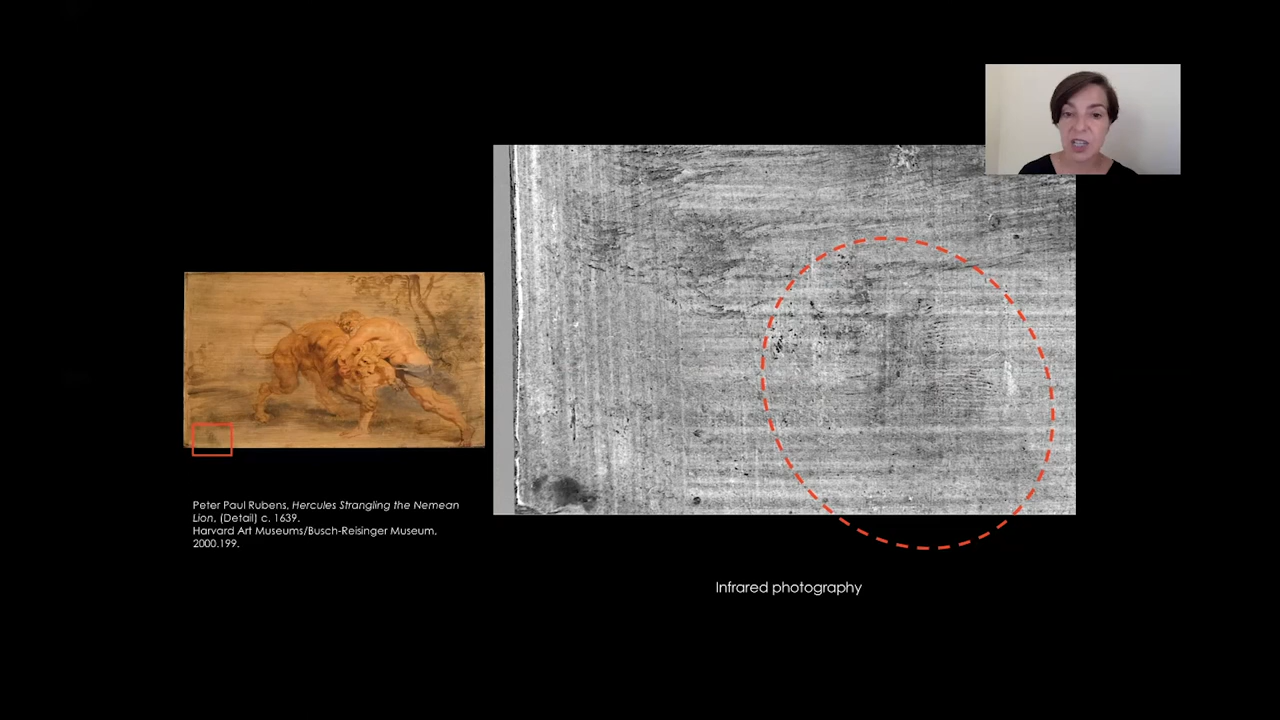 Peter Paul Rubens, Hercules Strangling the Nemean
Lion, (Detail) c. 1639.
Harvard Art Museums/Busch-Reisinger Museum,
2000.199.
Infrared photography